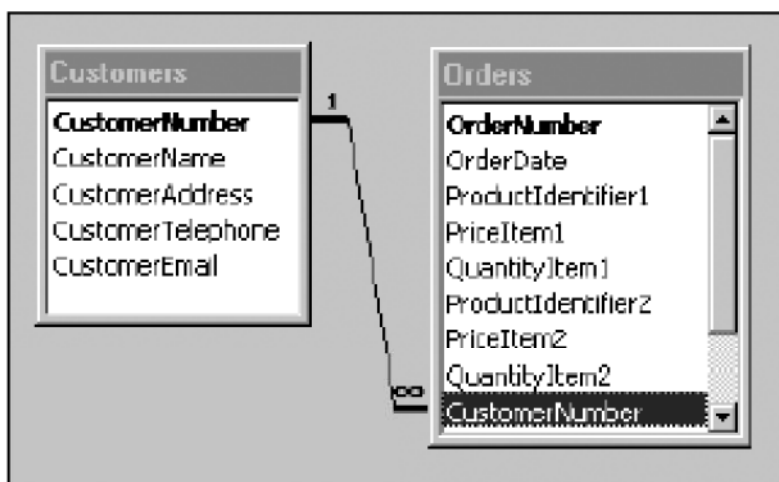 Customers
CustomerNumber
CustomerName
CustomerAddress
CustomerTelephone
CustomerEmail
1
∞
Orders
OrderNumber
OrderDate
ProductIdentifier1
PriceItem1
QuantityItem1
ProductIdentifier2
PriceItem2
QuantityItem2
CustomerNumber